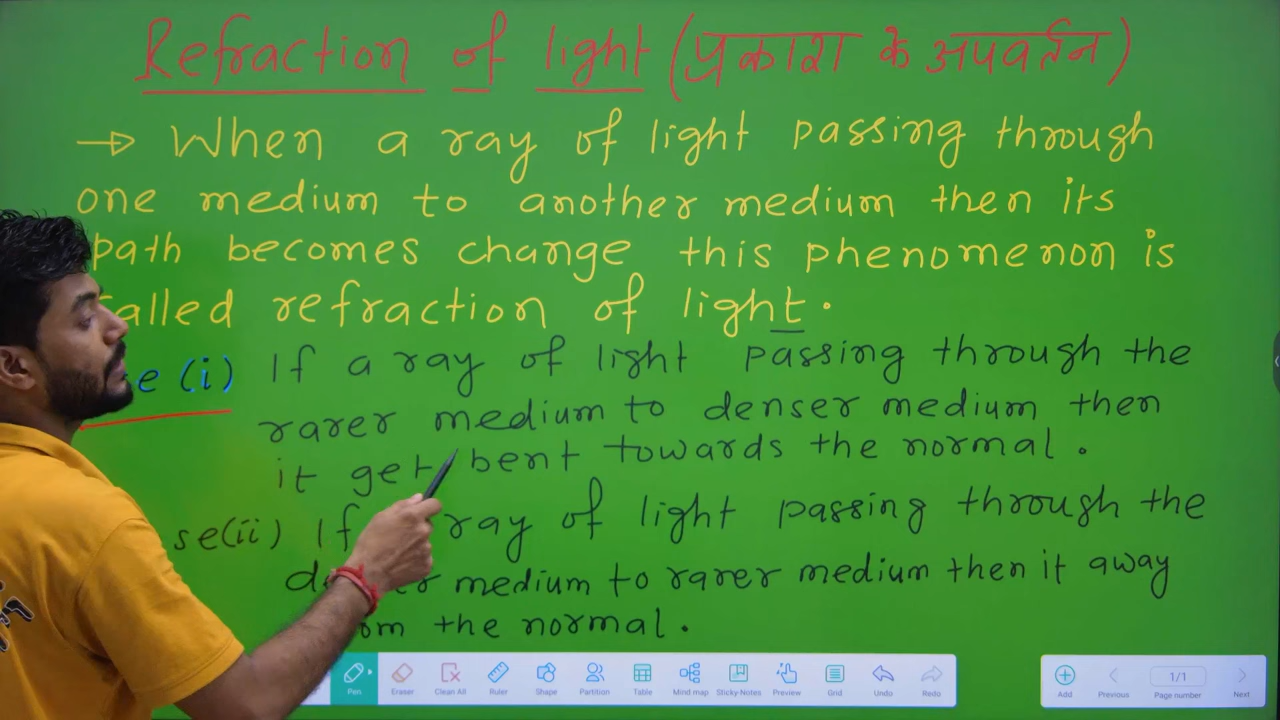 Refraction of light (प्रकाश के अपवर्तन)
→ When a ray of light passing through
one medium to another medium then its
path becomes change this phenomenon is
alled refraction of light.
se (i) If a ray of light passing through the
rarer medium to denser medium then
it get bent towards the normal.
se(ii) If ray of light passing through the
medium to rarer medium then it away
om the normal.
Pen Eraser Clean All Ruler Shape Partition Table Mind map Sticky-Notes Preview Grid Undo Redo
Add Previous 1/1 Page number Next